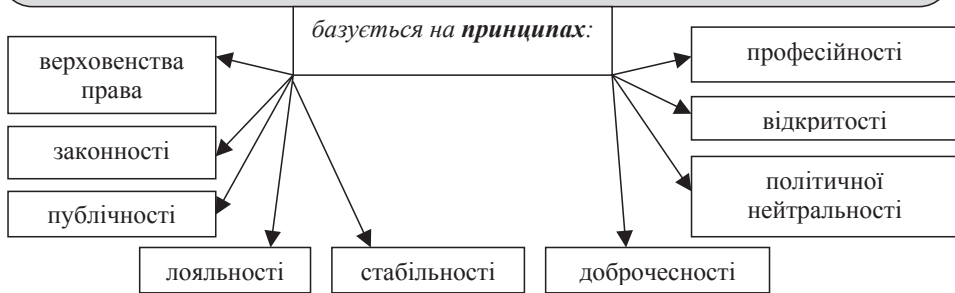 базується на принципах:
верховенства
права
законності
публічності
лояльності
стабільності
доброчесності
професійності
відкритості
політичної
нейтральності